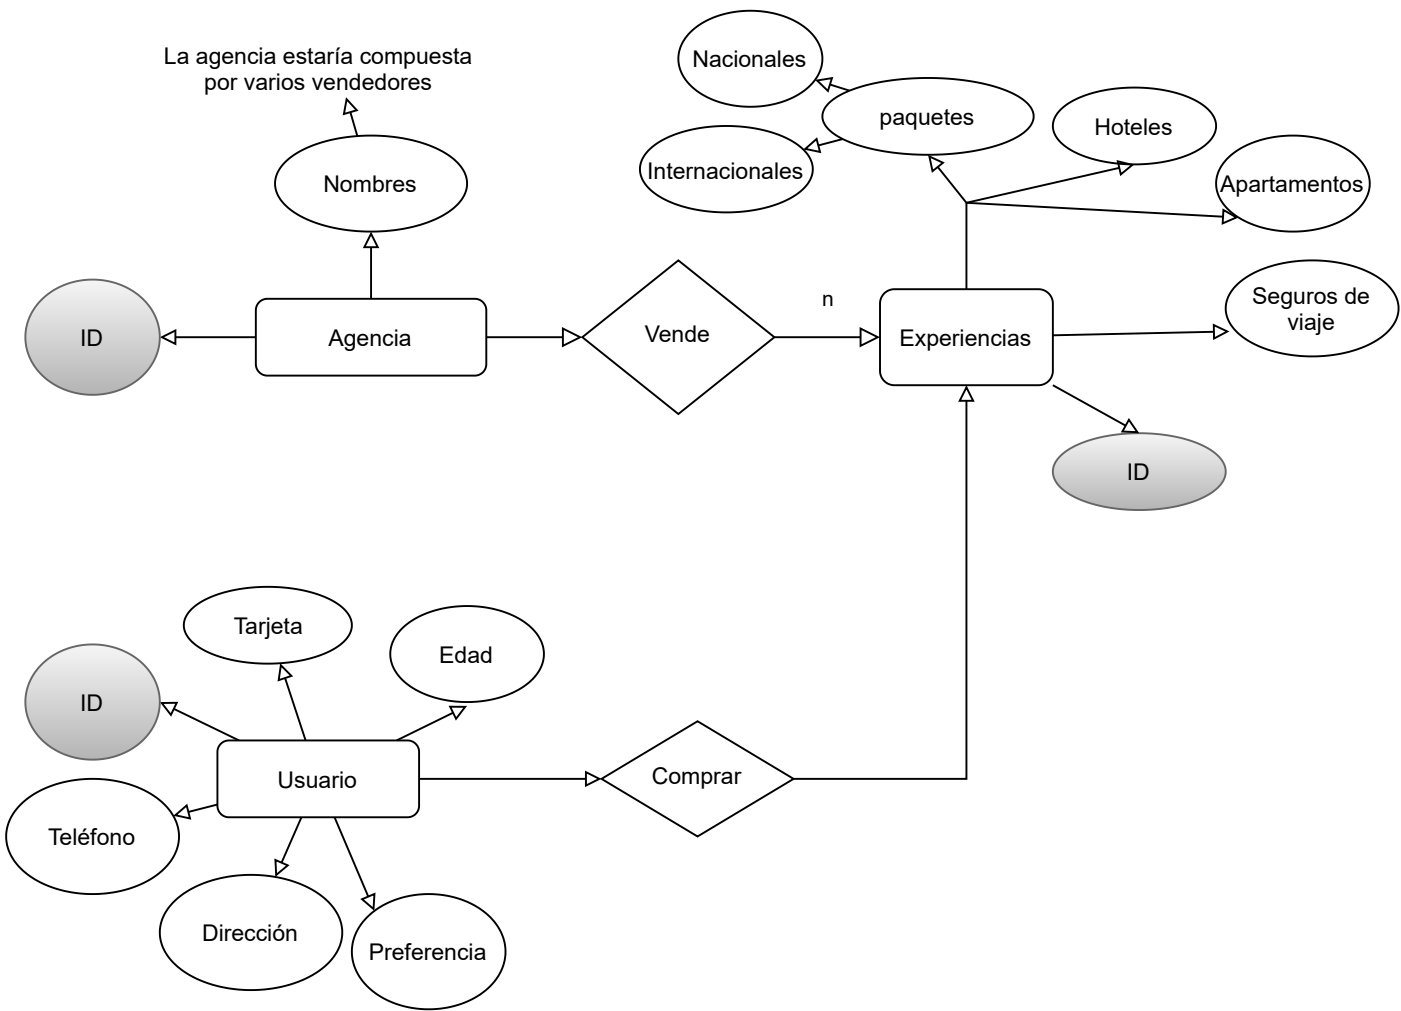 La agencia estaría compuesta
por varios vendedores
Nombres
ID
Agencia
Vende
n
Experiencias
Nacionales
Internacionales
paquetes
Hoteles
Apartamentos
Seguros de
viaje
ID
ID
Tarjeta
Edad
Usuario
Teléfono
Dirección
Preferencia
Comprar